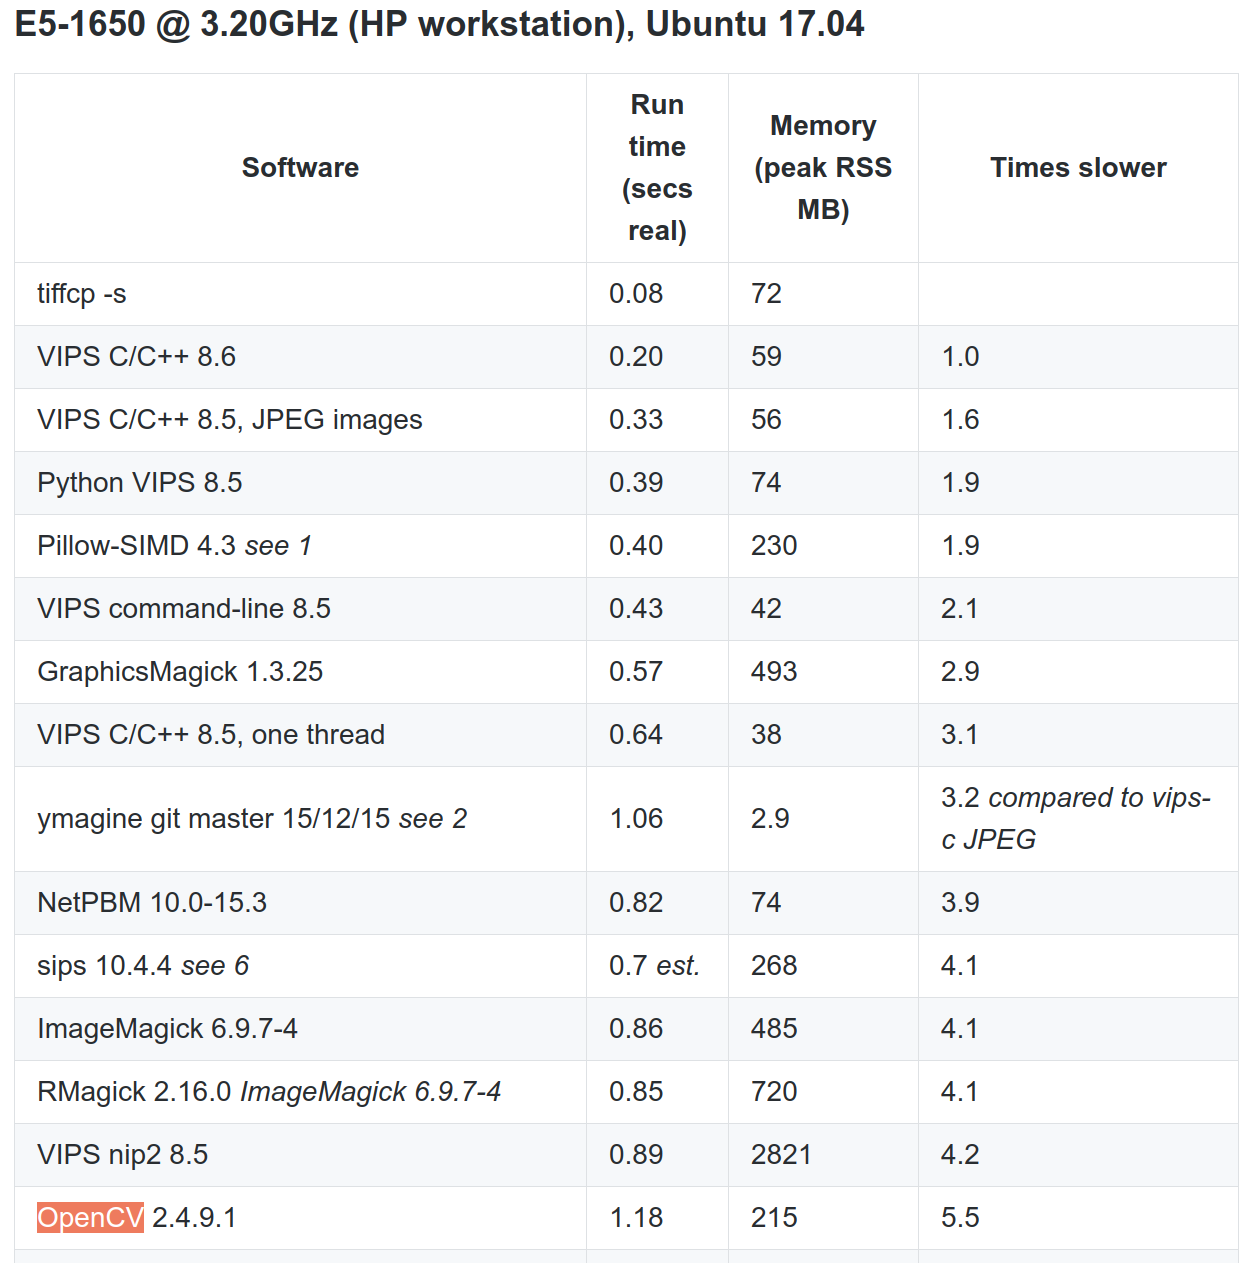 E5-1650 @ 3.20GHz (HP workstation), Ubuntu 17.04
Software
Run
time
(secs
real)
Memory
(peak RSS
MB)
Times slower
tiffcp -s 0.08 72
VIPS C/C++ 8.6 0.20 59 1.0
VIPS C/C++ 8.5, JPEG images 0.33 56 1.6
Python VIPS 8.5 0.39 74 1.9
Pillow-SIMD 4.3 see 1 0.40 230 1.9
VIPS command-line 8.5 0.43 42 2.1
GraphicsMagick 1.3.25 0.57 493 2.9
VIPS C/C++ 8.5, one thread 0.64 38 3.1
ymagine git master 15/12/15 see 2 1.06 2.9 3.2 compared to vips-
c JPEG
NetPBM 10.0-15.3 0.82 74 3.9
sips 10.4.4 see 6 0.7 est. 268 4.1
ImageMagick 6.9.7-4 0.86 485 4.1
RMagick 2.16.0 ImageMagick 6.9.7-4 0.85 720 4.1
VIPS nip2 8.5 0.89 2821 4.2
OpenCV 2.4.9.1 1.18 215 5.5